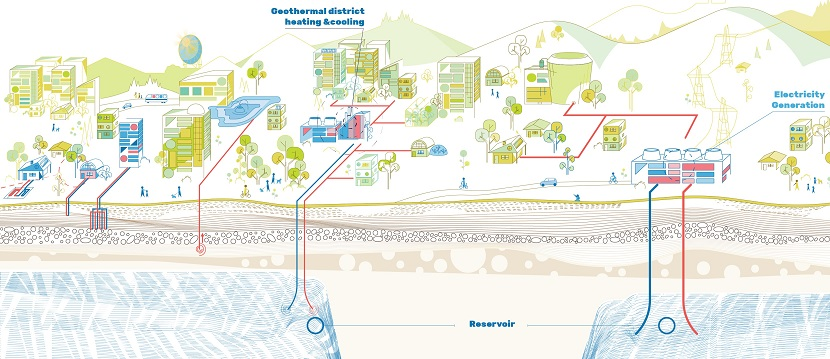 Geothermal district
heating &cooling
Electricity
Generation
Reservoir